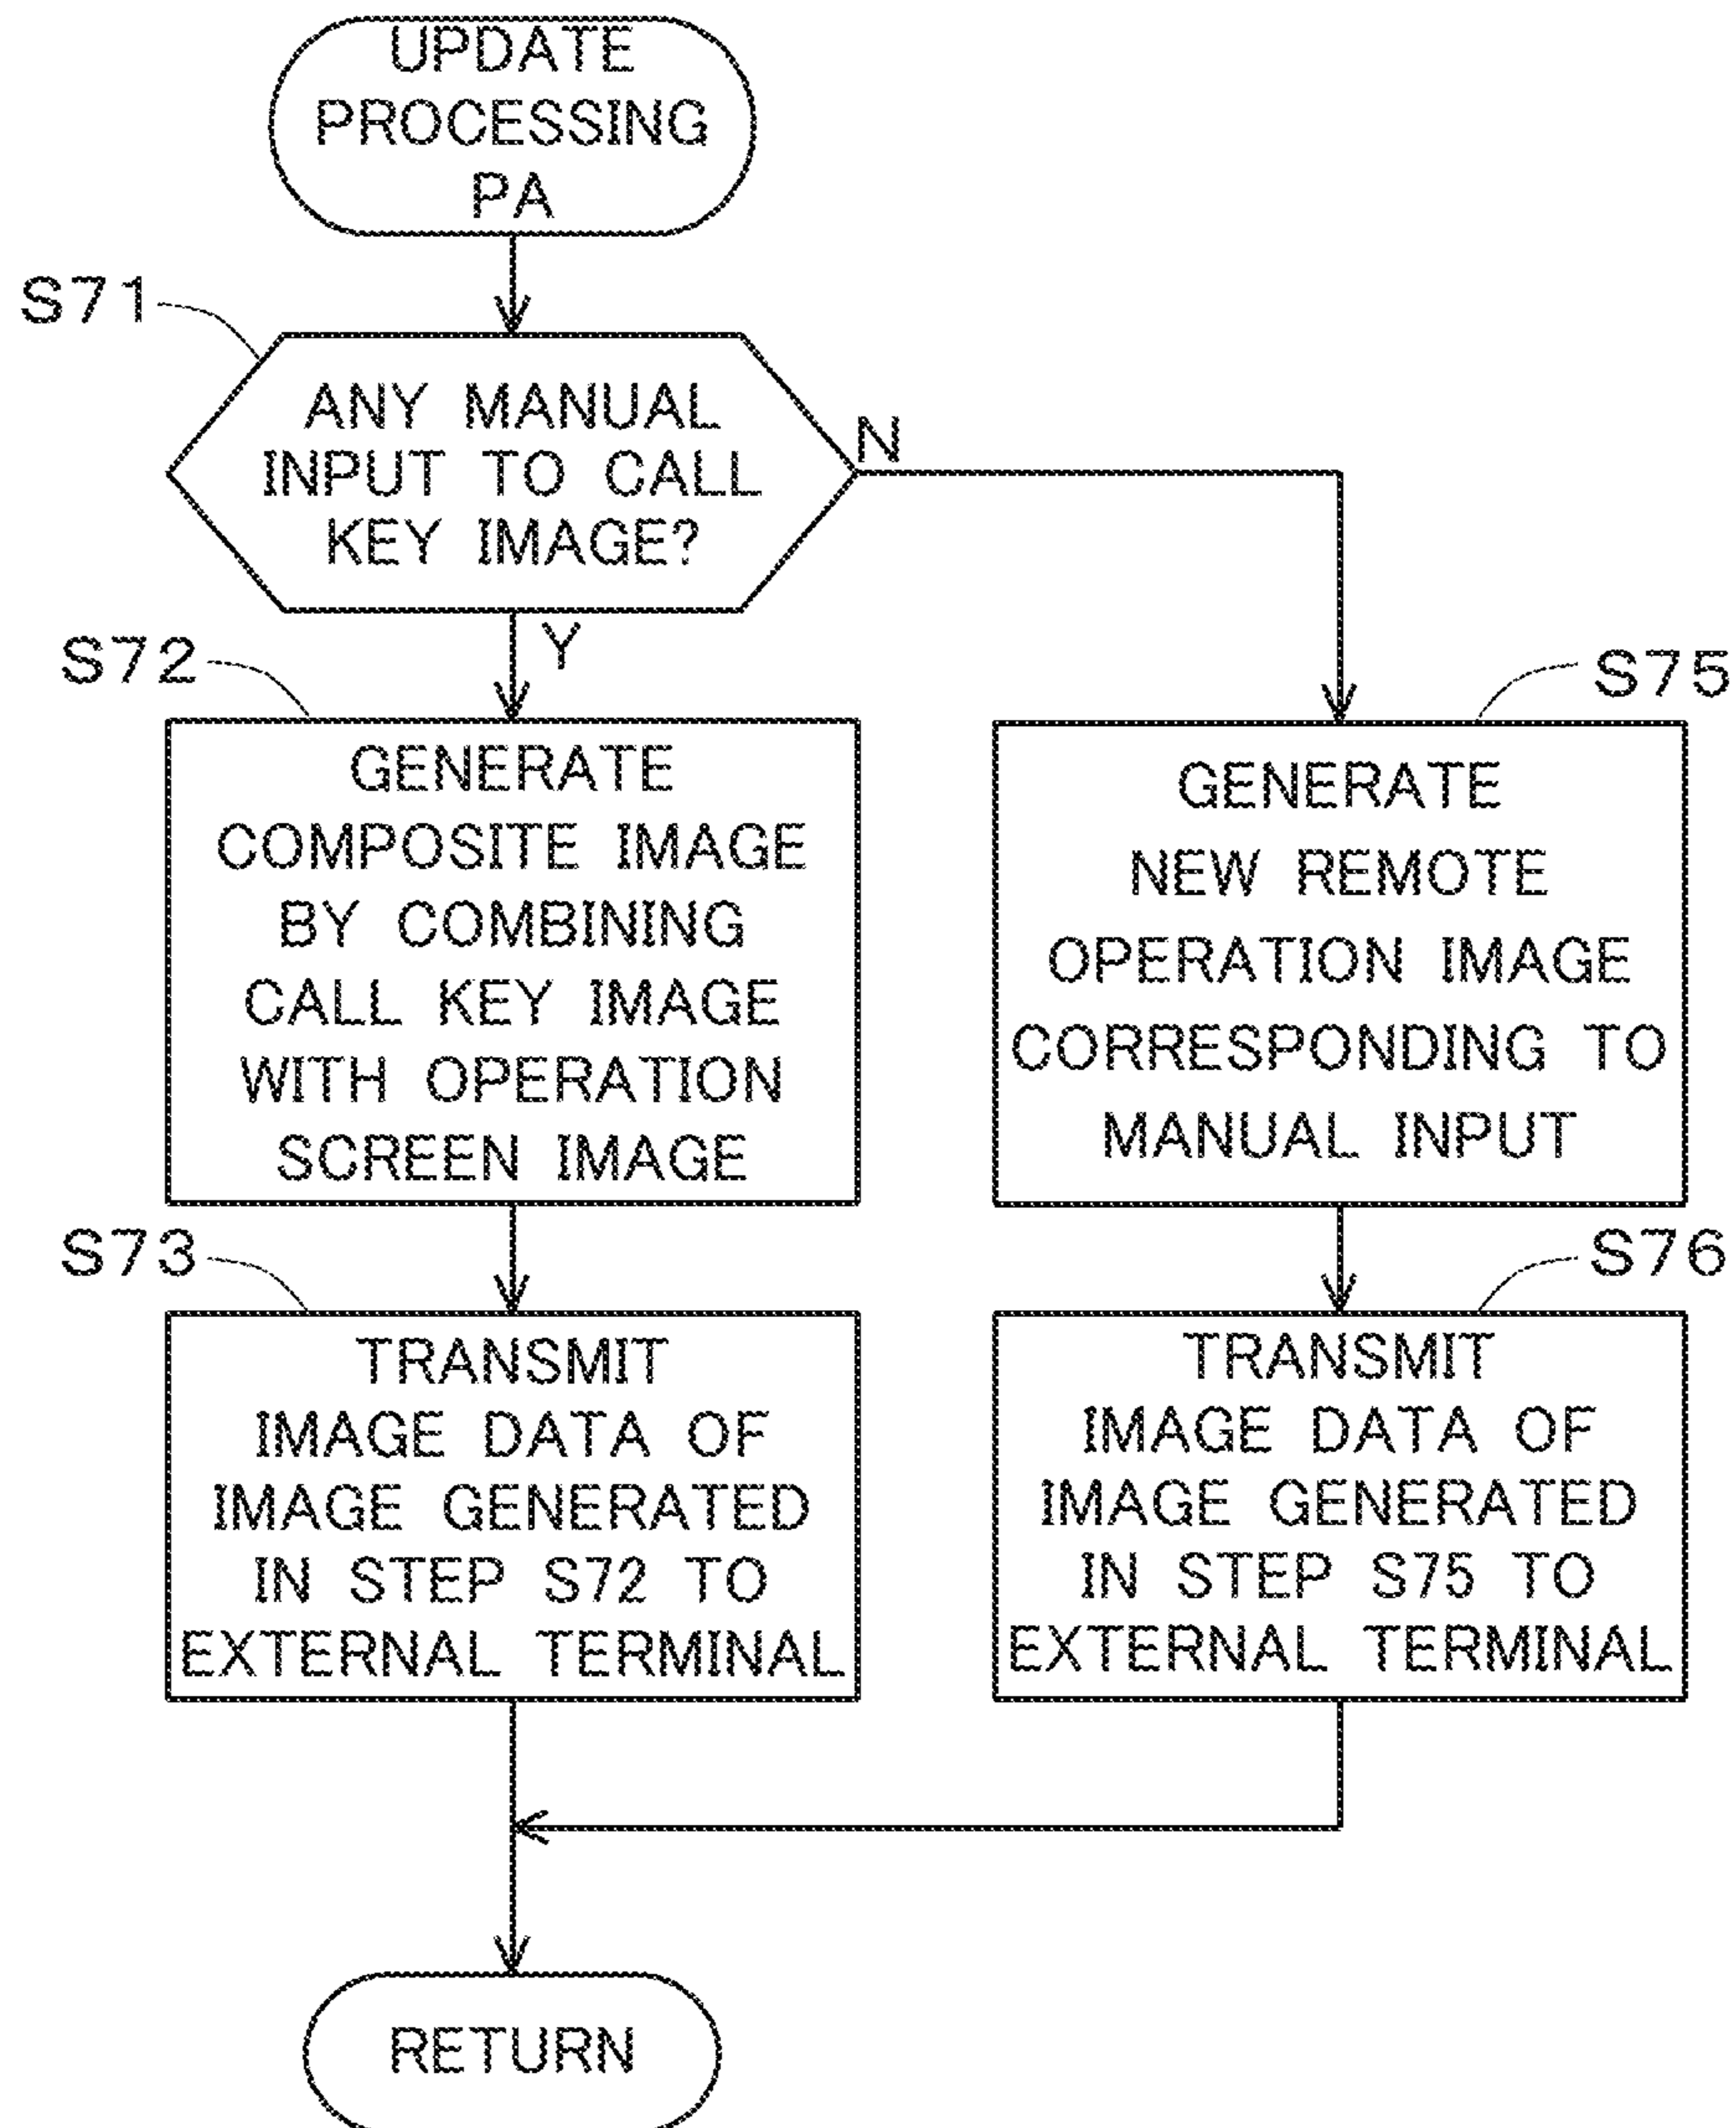 UPDATE
PROCESSING
PA
S71
ANY MANUAL
INPUT TO CALL
KEY IMAGE?
N
Y
S72
GENERATE
COMPOSITE IMAGE
BY COMBINING
CALL KEY IMAGE
WITH OPERATION
SCREEN IMAGE
S75
GENERATE
NEW REMOTE
OPERATION IMAGE
CORRESPONDING TO
MANUAL INPUT
S73
TRANSMIT
IMAGE DATA OF
IMAGE GENERATED
IN STEP S72 TO
EXTERNAL TERMINAL
S76
TRANSMIT
IMAGE DATA OF
IMAGE GENERATED
IN STEP S75 TO
EXTERNAL TERMINAL
RETURN